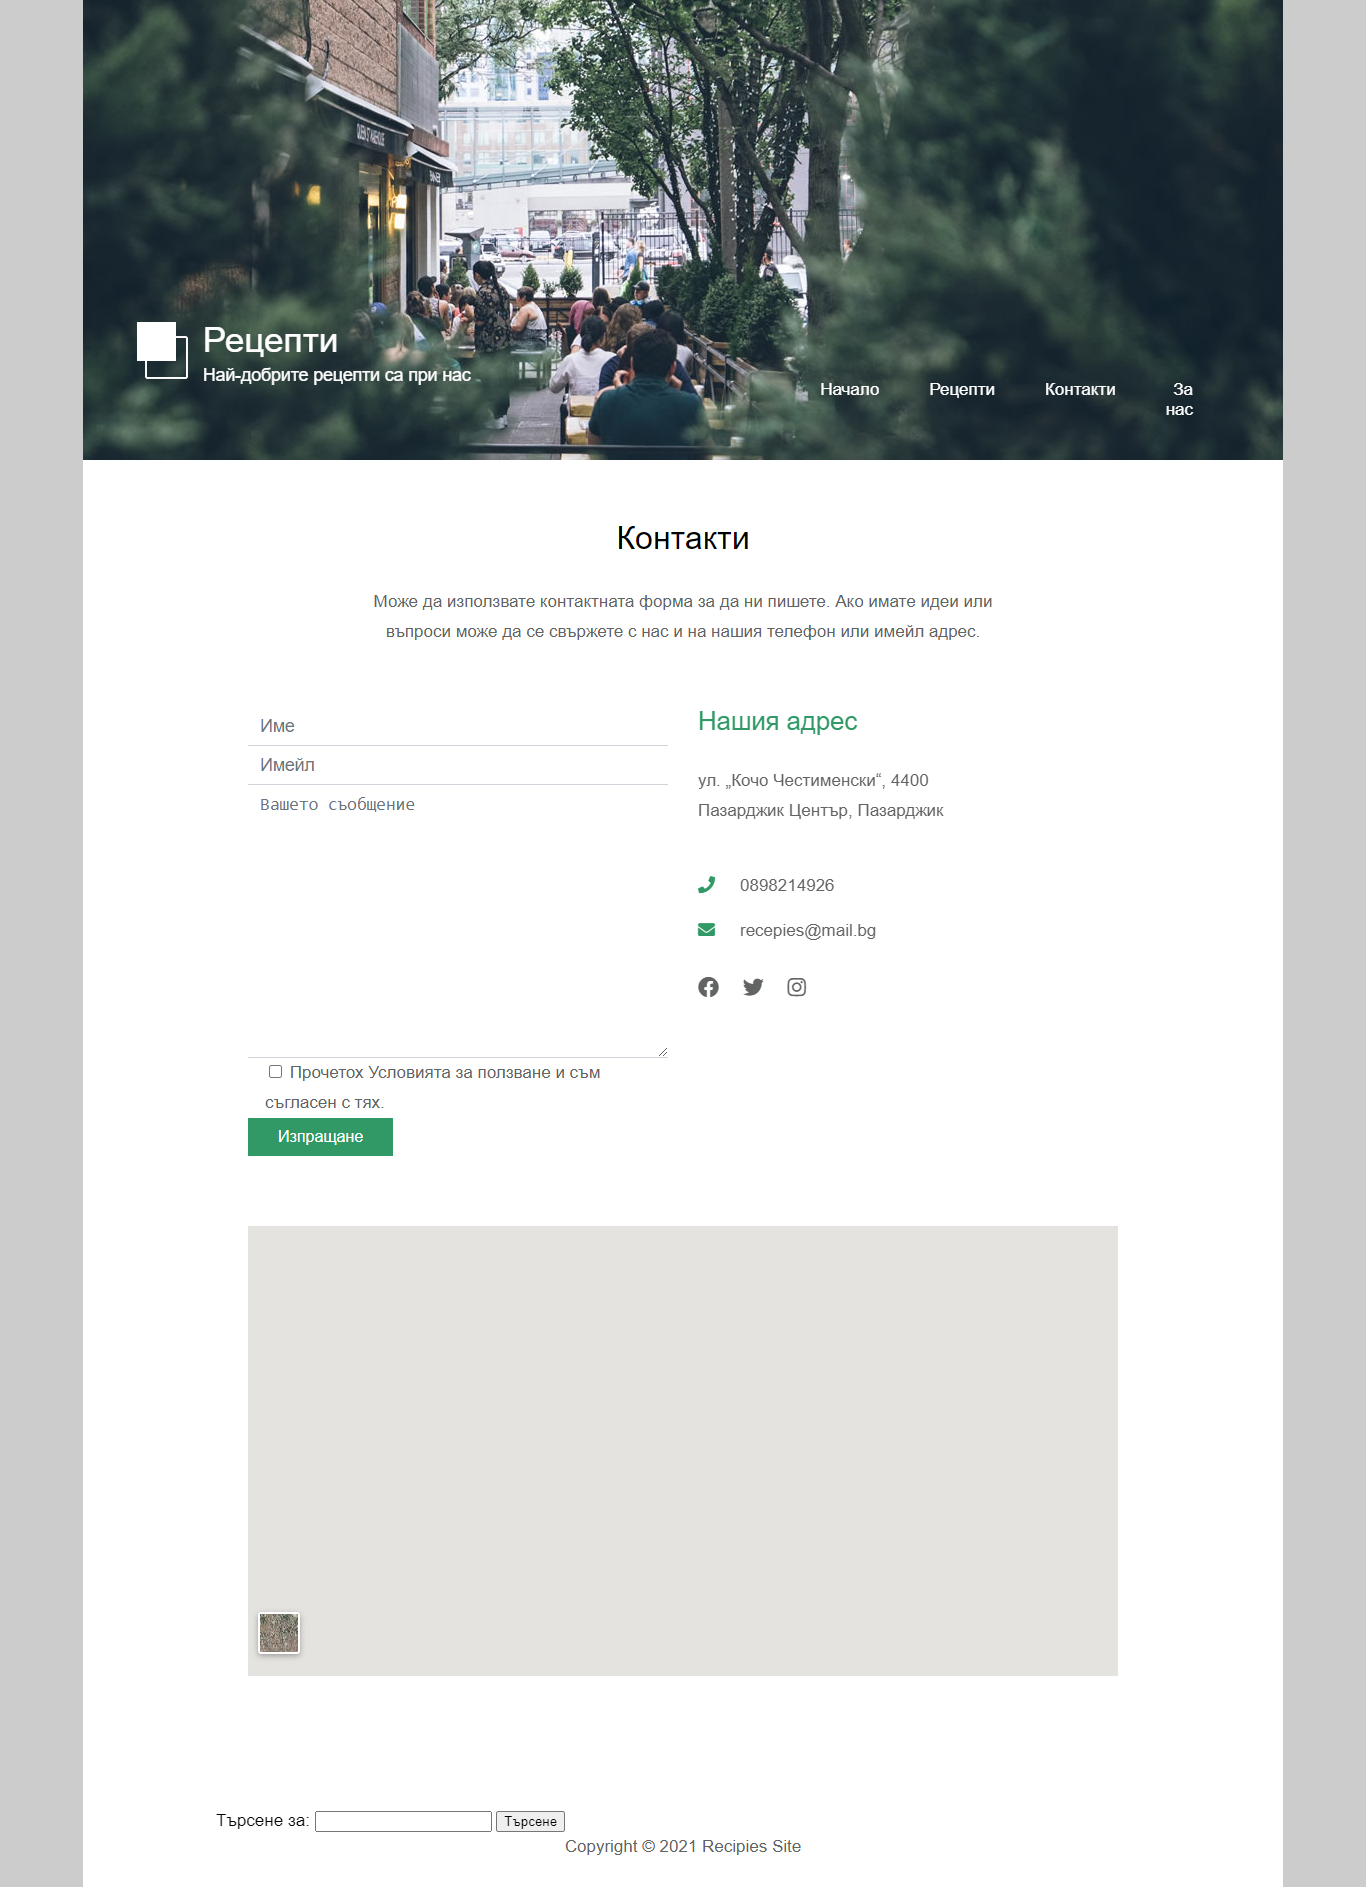 QUEEN ST WAREHOUSE
Рецепти
Най-добрите рецепти са при нас
Начало
Рецепти
Контакти
За
нас
Контакти
Може да използвате контактната форма за да ни пишете. Ако имате идеи или
въпроси може да се свържете с нас и на нашия телефон или имейл адрес.
Име
Имейл
Вашето съобщение
Прочетох Условията за ползване и съм
съгласен с тях.
Изпращане
Нашия адрес
ул. „Кочо Честименски“, 4400
Пазарджик Център, Пазарджик
0898214926
recepies@mail.bg
Търсене за:
Търсене
Copyright © 2021 Recipies Site